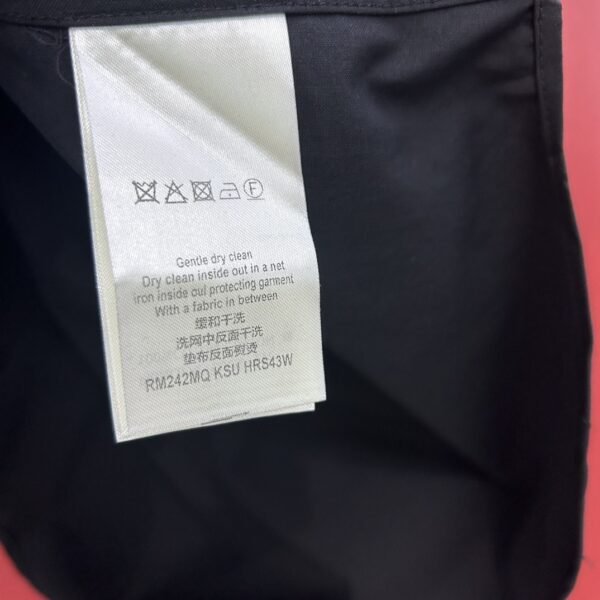 F
Gentle dry clean
Dry clean inside out in a net
iron inside cul protecting garment
With a fabric in between
缓和干洗
洗网中反面干洗
垫布反面熨烫
RM242MQ KSU HRS43W